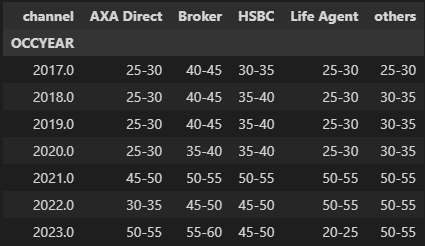 channel AXA Direct Broker HSBC Life Agent others
OCCYEAR
2017.0 25-30 40-45 30-35 25-30 25-30
2018.0 25-30 40-45 35-40 25-30 30-35
2019.0 25-30 40-45 35-40 25-30 30-35
2020.0 25-30 35-40 35-40 25-30 30-35
2021.0 45-50 50-55 50-55 50-55 50-55
2022.0 30-35 45-50 45-50 50-55 50-55
2023.0 50-55 55-60 45-50 20-25 50-55